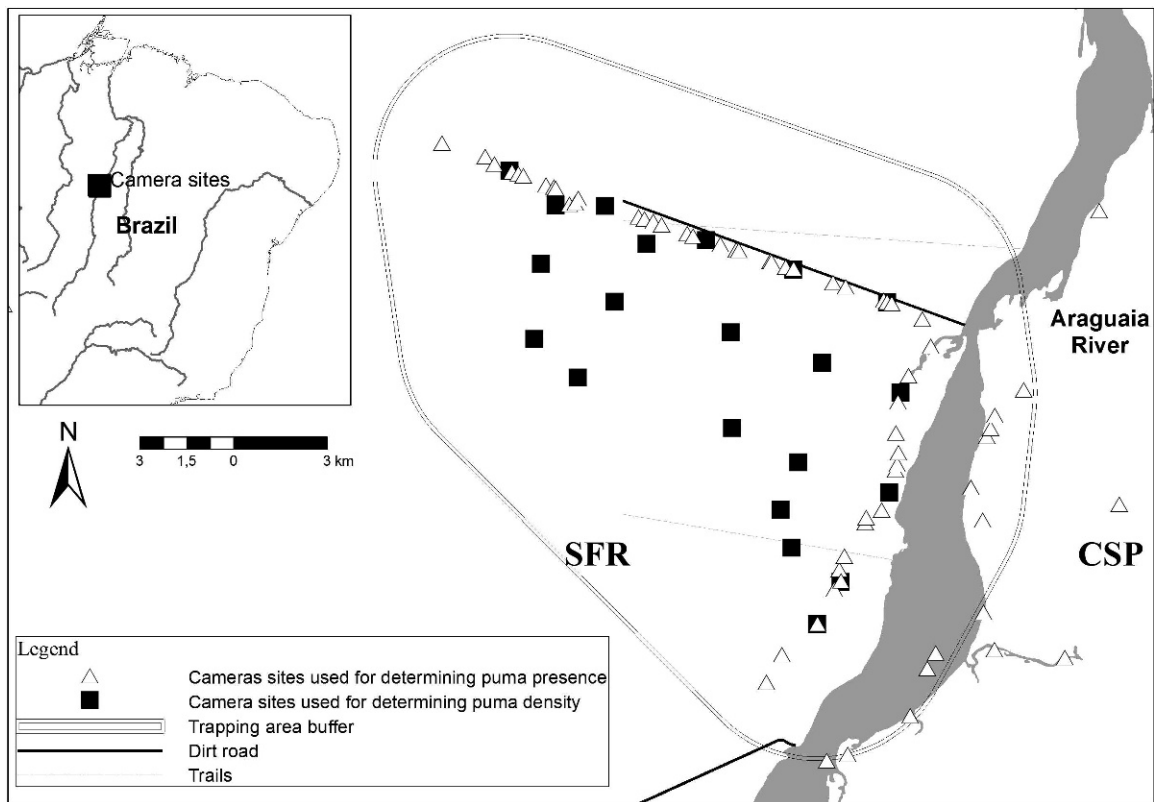 Camera sites
Brazil
N
3 1,5 0 3 km
Araguaia
River
SFR
CSP
Legend
Cameras sites used for determining puma presence
Camera sites used for determining puma density
Trapping area buffer
Dirt road
Trails